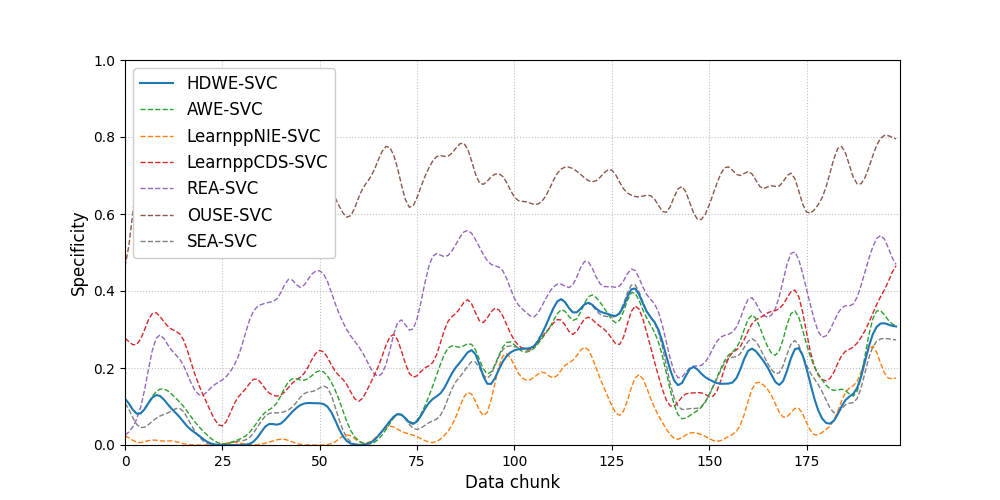 1.0
0.8
0.6
0.4
0.2
0.0
Specificity
HDWE-SVC
AWE-SVC
LearnppNIE-SVC
LearnppCDS-SVC
REA-SVC
OUSE-SVC
SEA-SVC
0 25 50 75 100 125 150 175
Data chunk